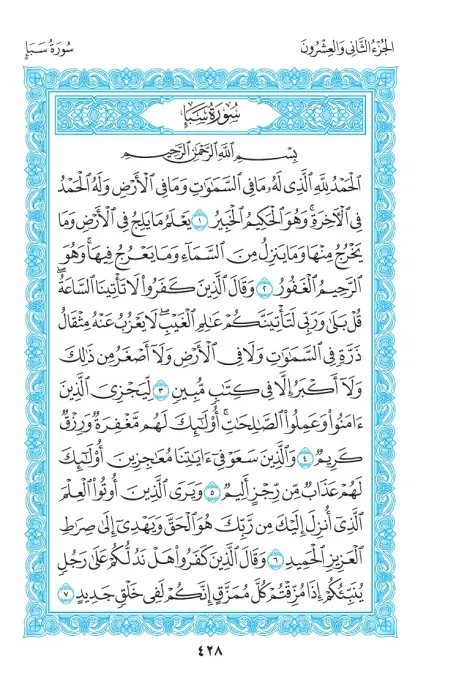 الجُزْءُ الثَّانِي وَالعِشْرُونَ
سُورَةُ سَبَإٍ
سُورَةُ سَبَإٍ
بِسْمِ ٱللَّهِ ٱلرَّحْمَٰنِ ٱلرَّحِيمِ
ٱلْحَمْدُ لِلَّهِ ٱلَّذِى لَهُۥ مَا فِى ٱلسَّمَٰوَٰتِ وَمَا فِى ٱلْأَرْضِ وَلَهُ ٱلْحَمْدُ
فِى ٱلْءَاخِرَةِۚ وَهُوَ ٱلْحَكِيمُ ٱلْخَبِيرُ ١ يَعْلَمُ مَا يَلِجُ فِى ٱلْأَرْضِ وَمَا
يَخْرُجُ مِنْهَا وَمَا يَنزِلُ مِنَ ٱلسَّمَآءِ وَمَا يَعْرُجُ فِيهَاۚ وَهُوَ
ٱلرَّحِيمُ ٱلْغَفُورُ ٢ وَقَالَ ٱلَّذِينَ كَفَرُوا۟ لَا تَأْتِينَا ٱلسَّاعَةُۖ
قُلْ بَلَىٰ وَرَبِّى لَتَأْتِيَنَّكُمْ عَٰلِمِ ٱلْغَيْبِۖ لَا يَعْزُبُ عَنْهُ مِثْقَالُ
ذَرَّةٍ فِى ٱلسَّمَٰوَٰتِ وَلَا فِى ٱلْأَرْضِ وَلَآ أَصْغَرُ مِن ذَٰلِكَ
وَلَآ أَكْبَرُ إِلَّا فِى كِتَٰبٍ مُّبِينٍ ٣ لِّيَجْزِىَ ٱلَّذِينَ
ءَامَنُوا۟ وَعَمِلُوا۟ ٱلصَّٰلِحَٰتِۚ أُو۟لَٰٓئِكَ لَهُم مَّغْفِرَةٌ وَرِزْقٌ
كَرِيمٌ ٤ وَٱلَّذِينَ سَعَوْ فِىٓ ءَايَٰتِنَا مُعَٰجِزِينَ أُو۟لَٰٓئِكَ
لَهُمْ عَذَابٌ مِّن رِّجْزٍ أَلِيمٌ ٥ وَيَرَى ٱلَّذِينَ أُوتُوا۟ ٱلْعِلْمَ
ٱلَّذِىٓ أُنزِلَ إِلَيْكَ مِن رَّبِّكَ هُوَ ٱلْحَقَّ وَيَهْدِىٓ إِلَىٰ صِرَٰطِ
ٱلْعَزِيزِ ٱلْحَمِيدِ ٦ وَقَالَ ٱلَّذِينَ كَفَرُوا۟ هَلْ نَدُلُّكُمْ عَلَىٰ رَجُلٍ
يُنَبِّئُكُمْ إِذَا مُزِّقْتُمْ كُلَّ مُمَزَّقٍ إِنَّكُمْ لَفِى خَلْقٍ جَدِيدٍ ٧
٤٢٨